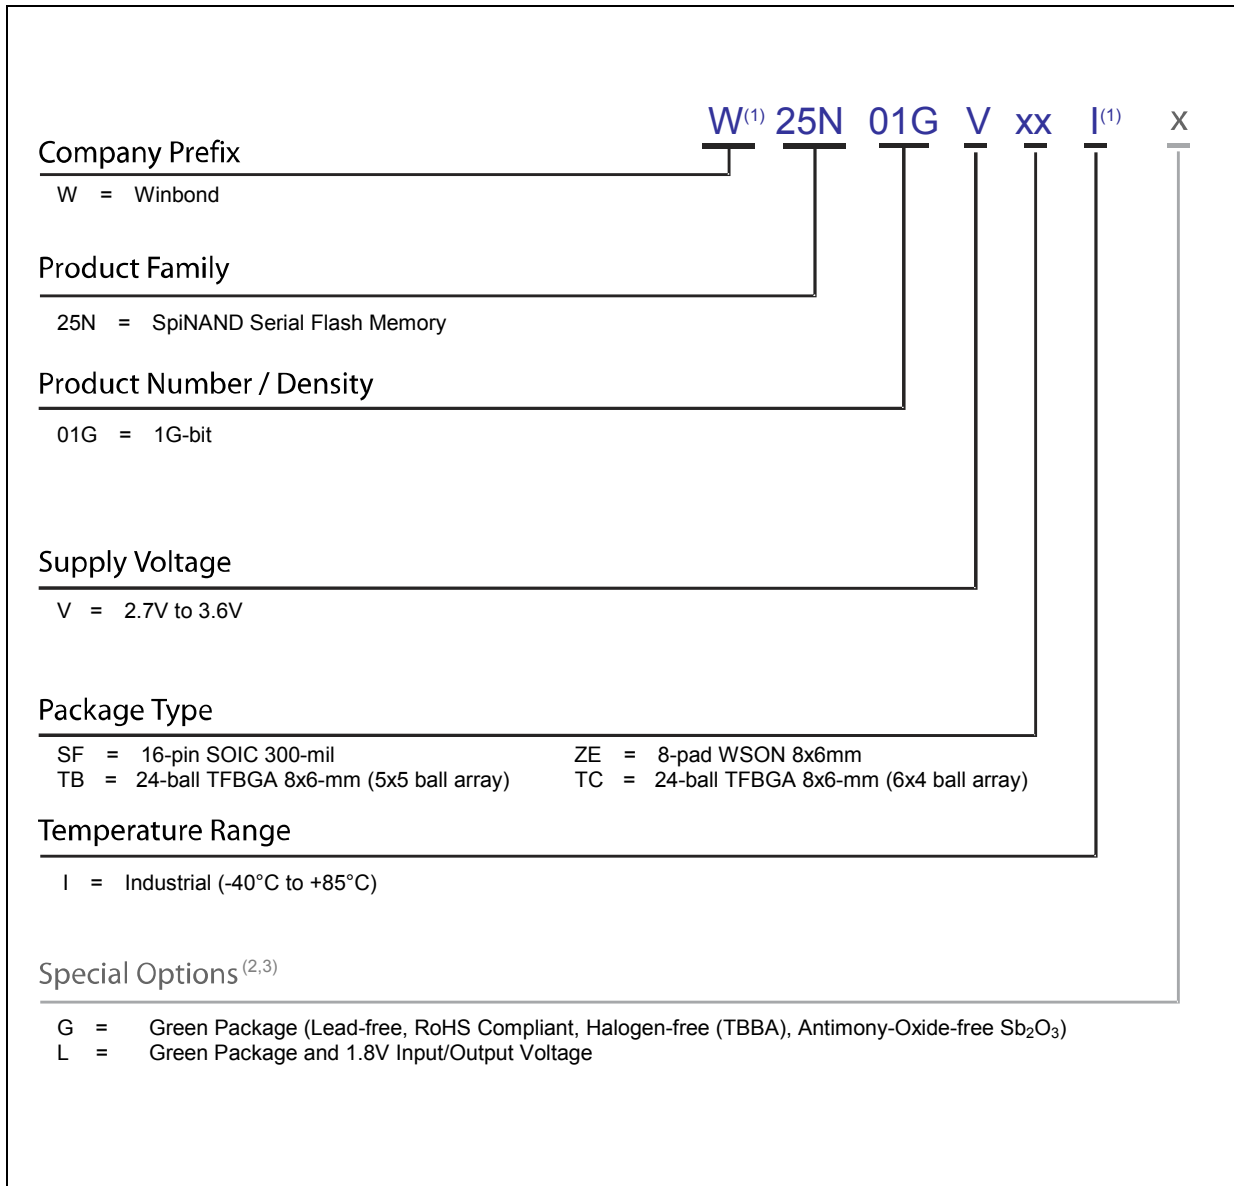 W(1) 25N 01G V xx I(1) x
Company Prefix
W = Winbond
Product Family
25N = SpiNAND Serial Flash Memory
Product Number / Density
01G = 1G-bit
Supply Voltage
V = 2.7V to 3.6V
Package Type
SF = 16-pin SOIC 300-mil ZE = 8-pad WSON 8x6mm
TB = 24-ball TFBGA 8x6-mm (5x5 ball array) TC = 24-ball TFBGA 8x6-mm (6x4 ball array)
Temperature Range
I = Industrial (-40°C to +85°C)
Special Options (2,3)
G = Green Package (Lead-free, RoHS Compliant, Halogen-free (TBBA), Antimony-Oxide-free Sb₂O₃)
L = Green Package and 1.8V Input/Output Voltage